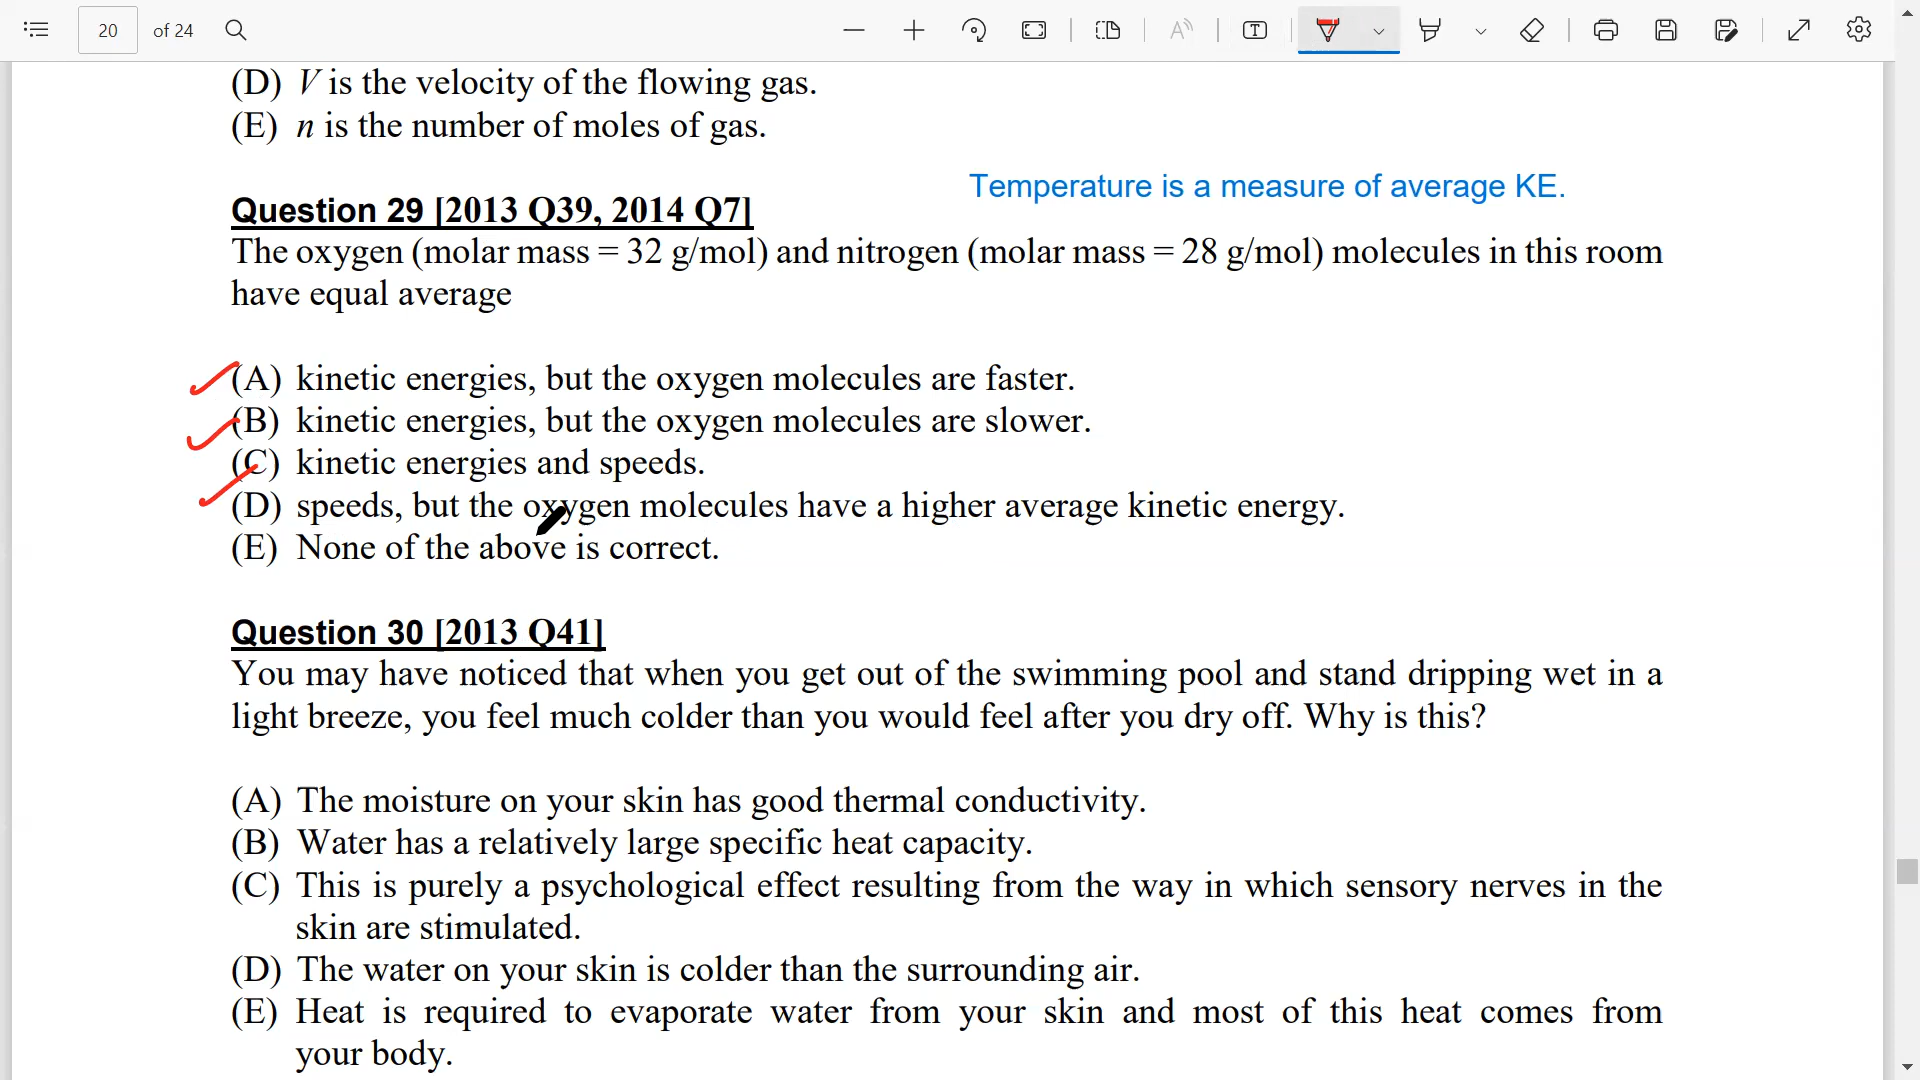 20 of 24
(D) V is the velocity of the flowing gas.
(E) n is the number of moles of gas.
Temperature is a measure of average KE.
Question 29 [2013 Q39, 2014 Q7]
The oxygen (molar mass = 32 g/mol) and nitrogen (molar mass = 28 g/mol) molecules in this room
have equal average
(A) kinetic energies, but the oxygen molecules are faster.
(B) kinetic energies, but the oxygen molecules are slower.
(C) kinetic energies and speeds.
(D) speeds, but the oxygen molecules have a higher average kinetic energy.
(E) None of the above is correct.
Question 30 [2013 Q41]
You may have noticed that when you get out of the swimming pool and stand dripping wet in a
light breeze, you feel much colder than you would feel after you dry off. Why is this?
(A) The moisture on your skin has good thermal conductivity.
(B) Water has a relatively large specific heat capacity.
(C) This is purely a psychological effect resulting from the way in which sensory nerves in the
skin are stimulated.
(D) The water on your skin is colder than the surrounding air.
(E) Heat is required to evaporate water from your skin and most of this heat comes from
your body.